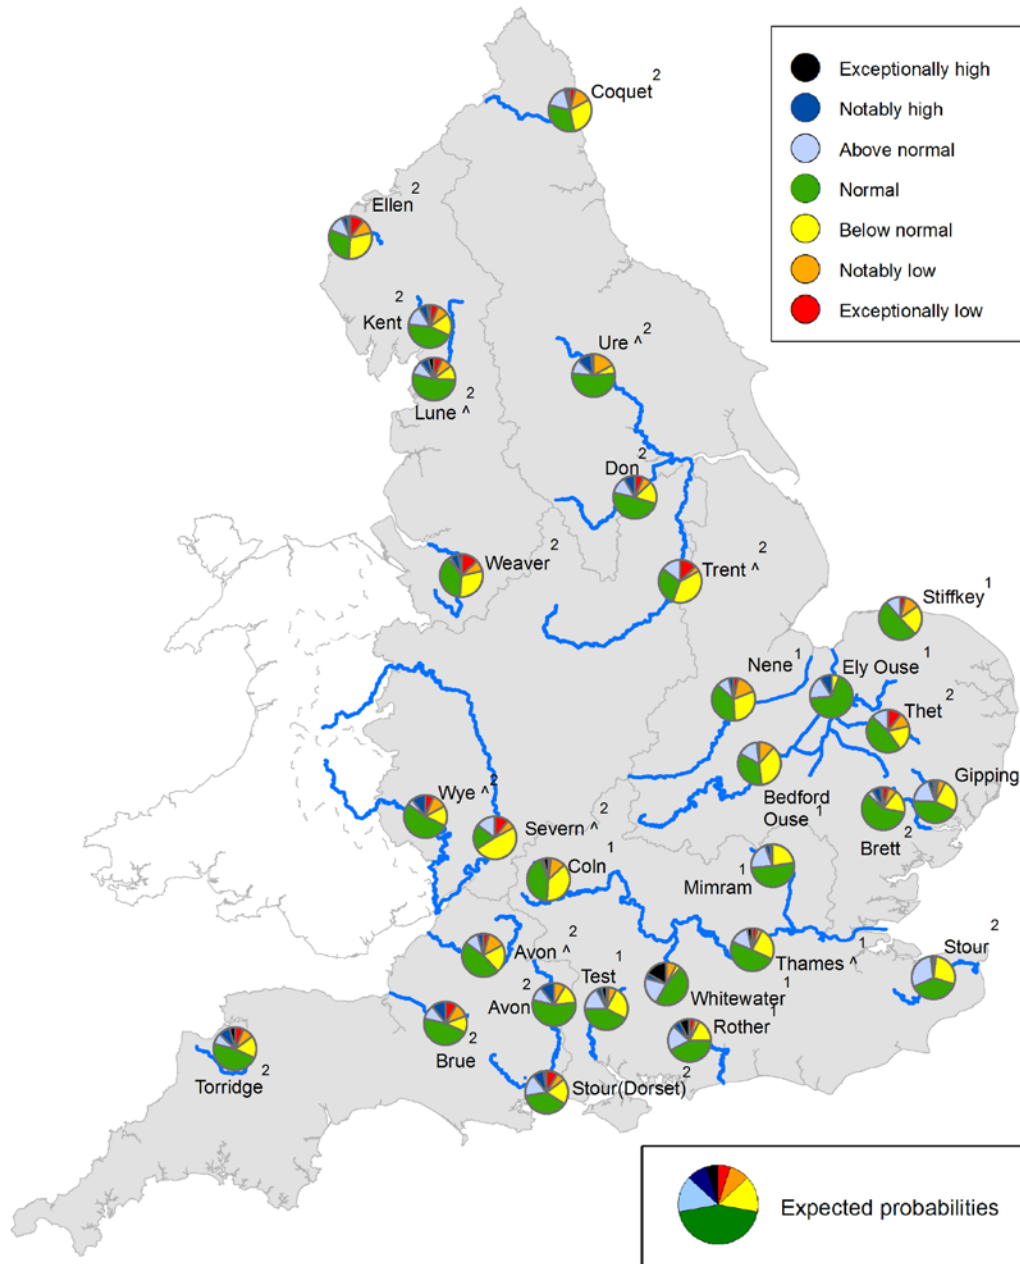 Exceptionally high
Notably high
Above normal
Normal
Below normal
Notably low
Exceptionally low
Coquet 2
Ellen 2
Kent 2
Lune ^ 2
Ure ^ 2
Don 2
Weaver 2
Trent ^ 2
Stiffkey 1
Nene 1
Ely Ouse 1
Thet 2
Gipping
Bedford
Ouse 1
Brett 2
Wye ^ 2
Severn ^ 2
Coln 1
Mimram 1
Avon ^ 2
Avon 2
Test 1
Thames ^ 1
Stour 2
Whitewater 1
Rother 1
Brue 2
Torridge 2
Stour(Dorset) 2
Expected probabilities